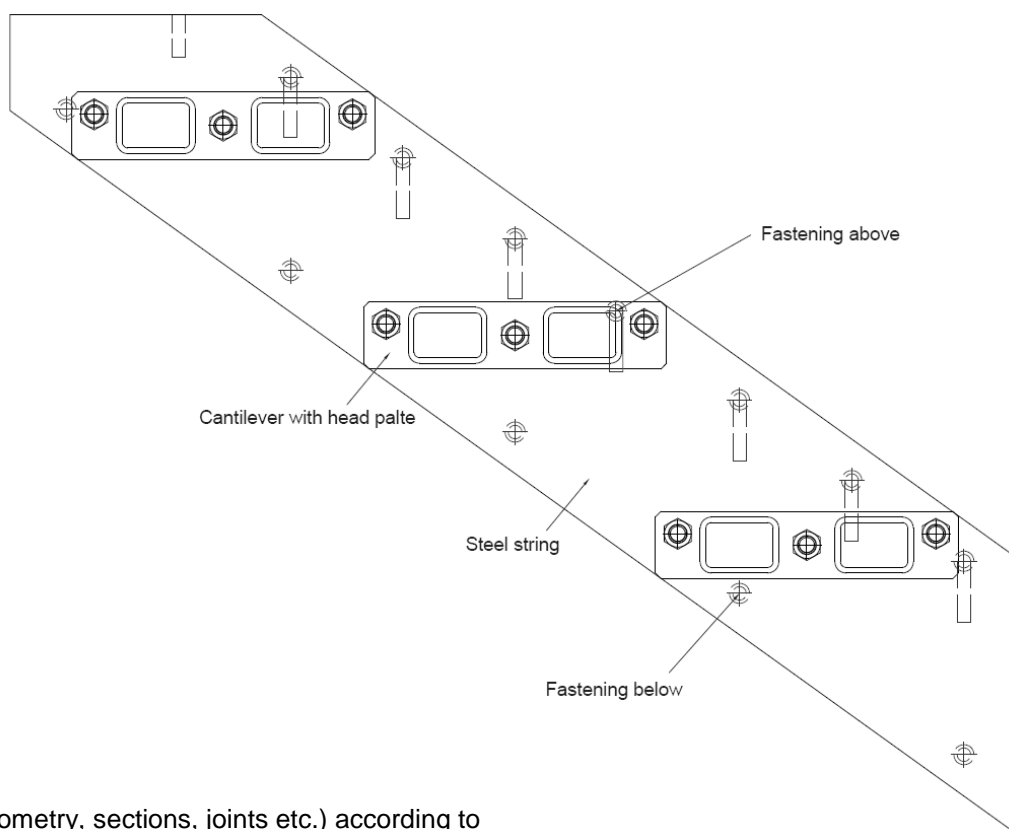 Fastening above
Cantilever with head palte
Steel string
Fastening below
ometry, sections, joints etc.) according to